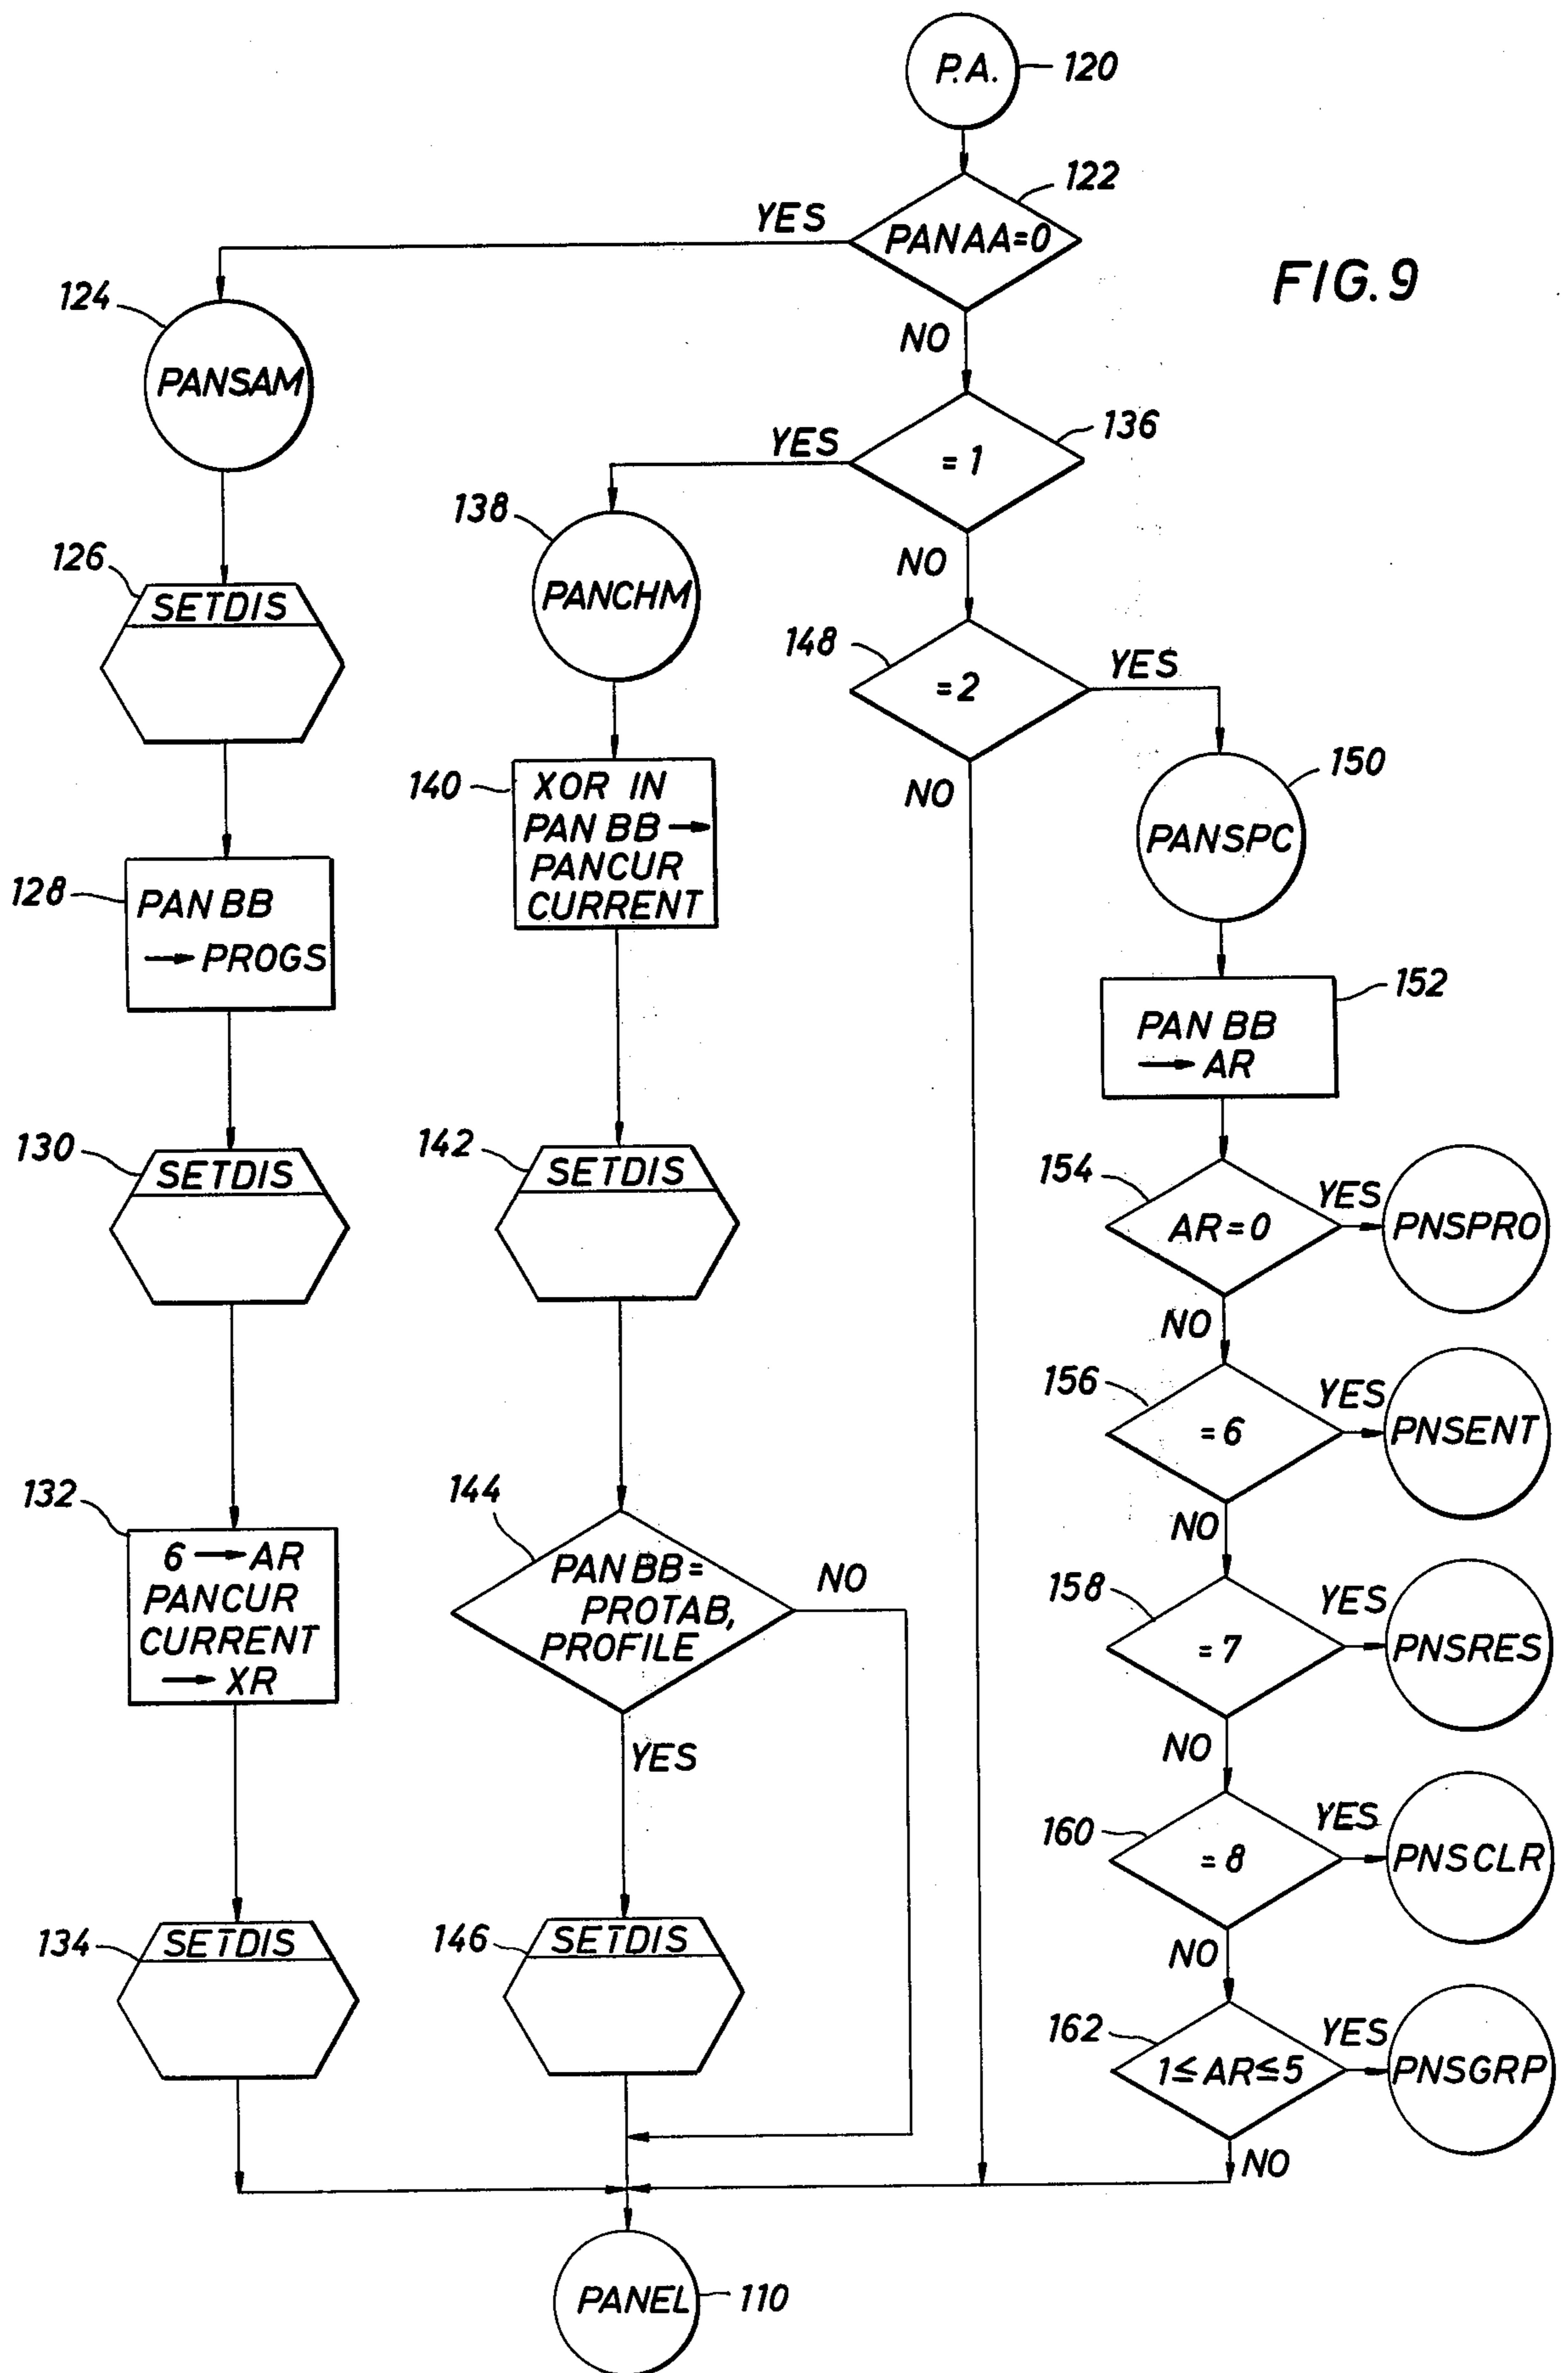 P.A.
120
122
YES
PANAA=0
FIG. 9
NO
124
PANSAM
136
YES
= 1
138
PANCHM
NO
126
SETDIS
148
=2
YES
NO
150
PANSPC
140
XOR IN
PAN BB →
PANCUR
CURRENT
128
PAN BB
→ PROGS
152
PAN BB
→ AR
130
SETDIS
142
SETDIS
154
AR=0
YES
PNSPRO
NO
156
=6
YES
PNSENT
NO
132
6 → AR
PANCUR
CURRENT
→ XR
144
PAN BB=
PROTAB,
PROFILE
NO
YES
158
=7
YES
PNSRES
NO
160
=8
YES
PNSCLR
NO
134
SETDIS
146
SETDIS
162
1≤AR≤5
YES
PNSGRP
NO
PANEL
110